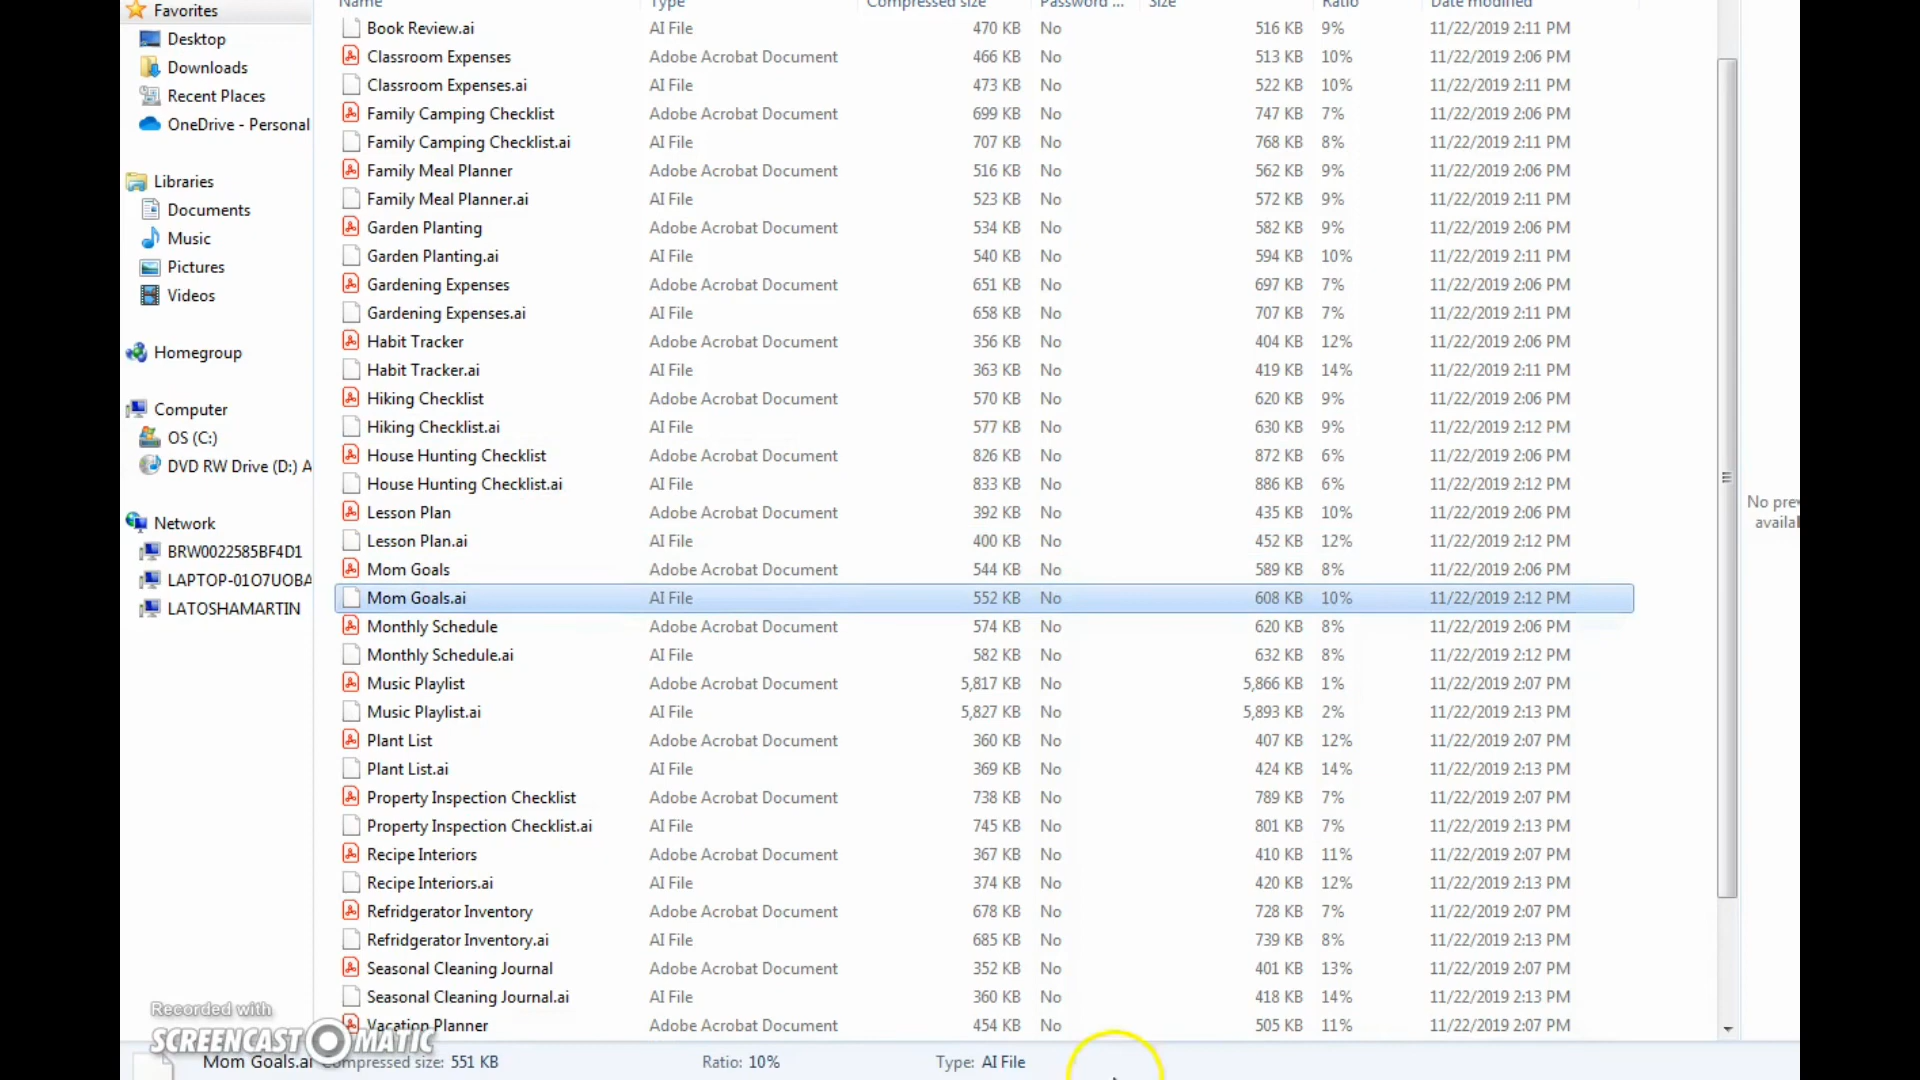 Favorites
Desktop
Downloads
Recent Places
OneDrive - Personal
Libraries
Documents
Music
Pictures
Videos
Homegroup
Computer
OS (C:)
DVD RW Drive (D:) A
Network
BRW0022585BF4D1
LAPTOP-01O7UOBA
LATOSHAMARTIN
Name Type Compressed size Password ... Size Ratio Date modified
Book Review.ai AI File 470 KB No 516 KB 9% 11/22/2019 2:11 PM
Classroom Expenses Adobe Acrobat Document 466 KB No 513 KB 10% 11/22/2019 2:06 PM
Classroom Expenses.ai AI File 473 KB No 522 KB 10% 11/22/2019 2:11 PM
Family Camping Checklist Adobe Acrobat Document 699 KB No 747 KB 7% 11/22/2019 2:06 PM
Family Camping Checklist.ai AI File 707 KB No 768 KB 8% 11/22/2019 2:11 PM
Family Meal Planner Adobe Acrobat Document 516 KB No 562 KB 9% 11/22/2019 2:06 PM
Family Meal Planner.ai AI File 523 KB No 572 KB 9% 11/22/2019 2:11 PM
Garden Planting Adobe Acrobat Document 534 KB No 582 KB 9% 11/22/2019 2:06 PM
Garden Planting.ai AI File 540 KB No 594 KB 10% 11/22/2019 2:11 PM
Gardening Expenses Adobe Acrobat Document 651 KB No 697 KB 7% 11/22/2019 2:06 PM
Gardening Expenses.ai AI File 658 KB No 707 KB 7% 11/22/2019 2:11 PM
Habit Tracker Adobe Acrobat Document 356 KB No 404 KB 12% 11/22/2019 2:06 PM
Habit Tracker.ai AI File 363 KB No 419 KB 14% 11/22/2019 2:11 PM
Hiking Checklist Adobe Acrobat Document 570 KB No 620 KB 9% 11/22/2019 2:06 PM
Hiking Checklist.ai AI File 577 KB No 630 KB 9% 11/22/2019 2:12 PM
House Hunting Checklist Adobe Acrobat Document 826 KB No 872 KB 6% 11/22/2019 2:06 PM
House Hunting Checklist.ai AI File 833 KB No 886 KB 6% 11/22/2019 2:12 PM
Lesson Plan Adobe Acrobat Document 392 KB No 435 KB 10% 11/22/2019 2:06 PM
Lesson Plan.ai AI File 400 KB No 452 KB 12% 11/22/2019 2:12 PM
Mom Goals Adobe Acrobat Document 544 KB No 589 KB 8% 11/22/2019 2:06 PM
Mom Goals.ai AI File 552 KB No 608 KB 10% 11/22/2019 2:12 PM
Monthly Schedule Adobe Acrobat Document 574 KB No 620 KB 8% 11/22/2019 2:06 PM
Monthly Schedule.ai AI File 582 KB No 632 KB 8% 11/22/2019 2:12 PM
Music Playlist Adobe Acrobat Document 5,817 KB No 5,866 KB 1% 11/22/2019 2:07 PM
Music Playlist.ai AI File 5,827 KB No 5,893 KB 2% 11/22/2019 2:13 PM
Plant List Adobe Acrobat Document 360 KB No 407 KB 12% 11/22/2019 2:07 PM
Plant List.ai AI File 369 KB No 424 KB 14% 11/22/2019 2:13 PM
Property Inspection Checklist Adobe Acrobat Document 738 KB No 789 KB 7% 11/22/2019 2:07 PM
Property Inspection Checklist.ai AI File 745 KB No 801 KB 7% 11/22/2019 2:13 PM
Recipe Interiors Adobe Acrobat Document 367 KB No 410 KB 11% 11/22/2019 2:07 PM
Recipe Interiors.ai AI File 374 KB No 420 KB 12% 11/22/2019 2:13 PM
Refridgerator Inventory Adobe Acrobat Document 678 KB No 728 KB 7% 11/22/2019 2:07 PM
Refridgerator Inventory.ai AI File 685 KB No 739 KB 8% 11/22/2019 2:13 PM
Seasonal Cleaning Journal Adobe Acrobat Document 352 KB No 401 KB 13% 11/22/2019 2:07 PM
Seasonal Cleaning Journal.ai AI File 360 KB No 418 KB 14% 11/22/2019 2:13 PM
Vacation Planner Adobe Acrobat Document 454 KB No 505 KB 11% 11/22/2019 2:07 PM
No prev
availal
Recorded with
SCREENCAST MATIC
Mom Goals.ai Compressed size: 551 KB Ratio: 10% Type: AI File